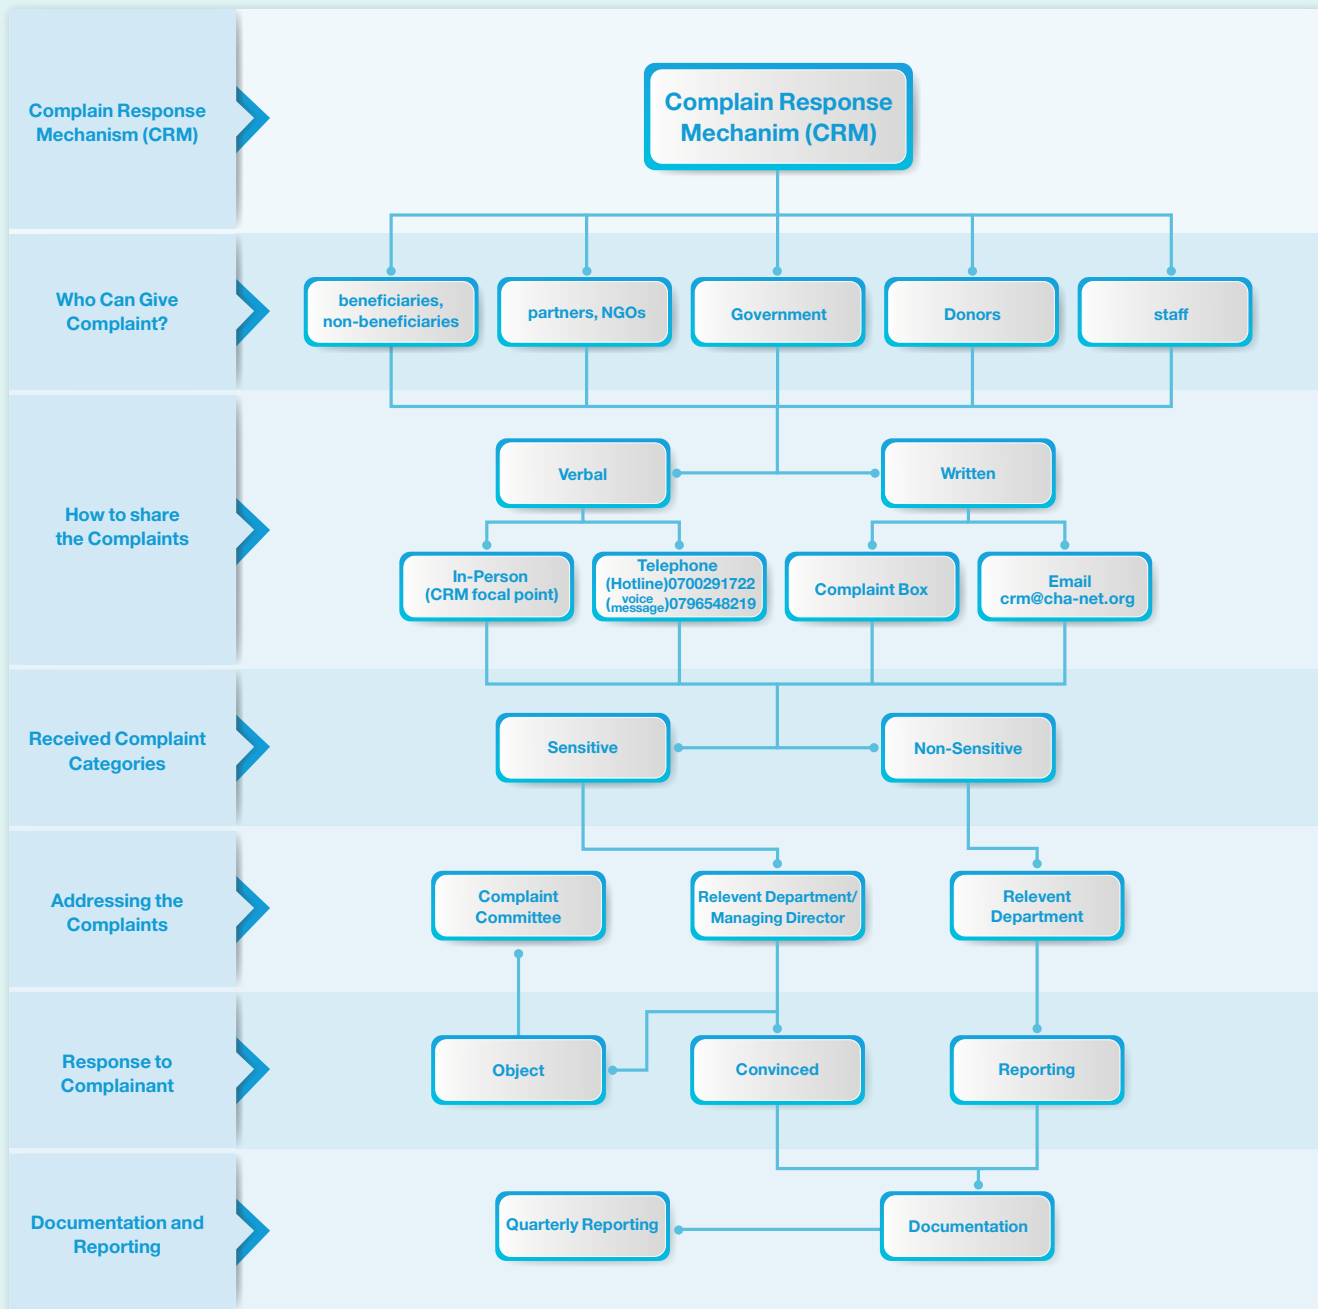 Complain Response
Mechanism (CRM)
Complain Response
Mechanim (CRM)
Who Can Give
Complaint?
beneficiaries,
non-beneficiaries
partners, NGOs
Government
Donors
staff
How to share
the Complaints
Verbal
Written
In-Person
(CRM focal point)
Telephone
(Hotline)0700291722
(voice message)0796548219
Complaint Box
Email
crm@cha-net.org
Received Complaint
Categories
Sensitive
Non-Sensitive
Addressing the
Complaints
Complaint
Committee
Relevent Department/
Managing Director
Relevent
Department
Response to
Complainant
Object
Convinced
Reporting
Documentation and
Reporting
Quarterly Reporting
Documentation